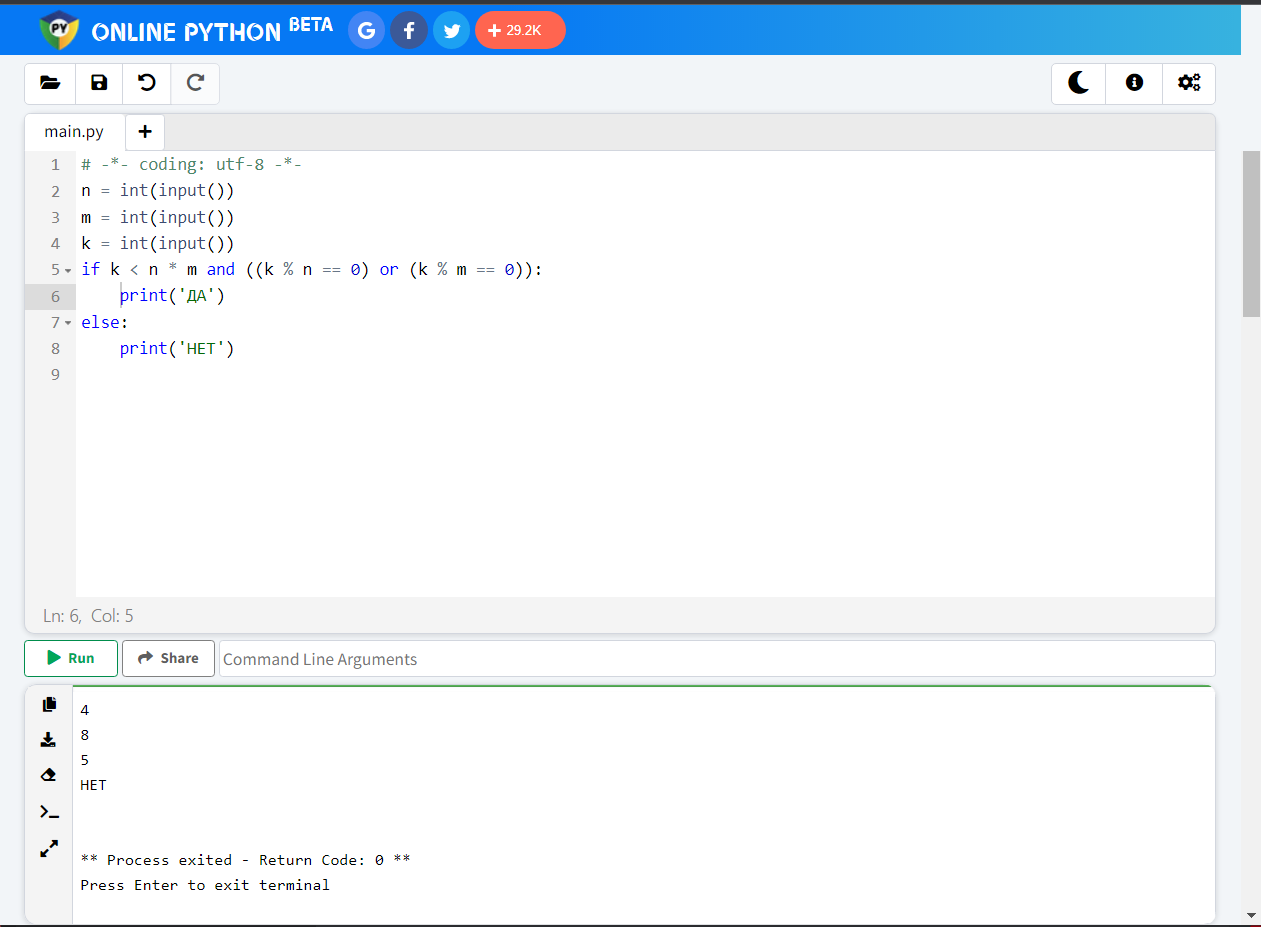 ONLINE PYTHON BETA
29.2K
main.py
1 # -*- coding: utf-8 -*-
2 n = int(input())
3 m = int(input())
4 k = int(input())
5 if k < n * m and ((k % n == 0) or (k % m == 0)):
6     print('ДА')
7 else:
8     print('НЕТ')
9
Ln: 6, Col: 5
Run Share Command Line Arguments
4
8
5
НЕТ
** Process exited - Return Code: 0 **
Press Enter to exit terminal